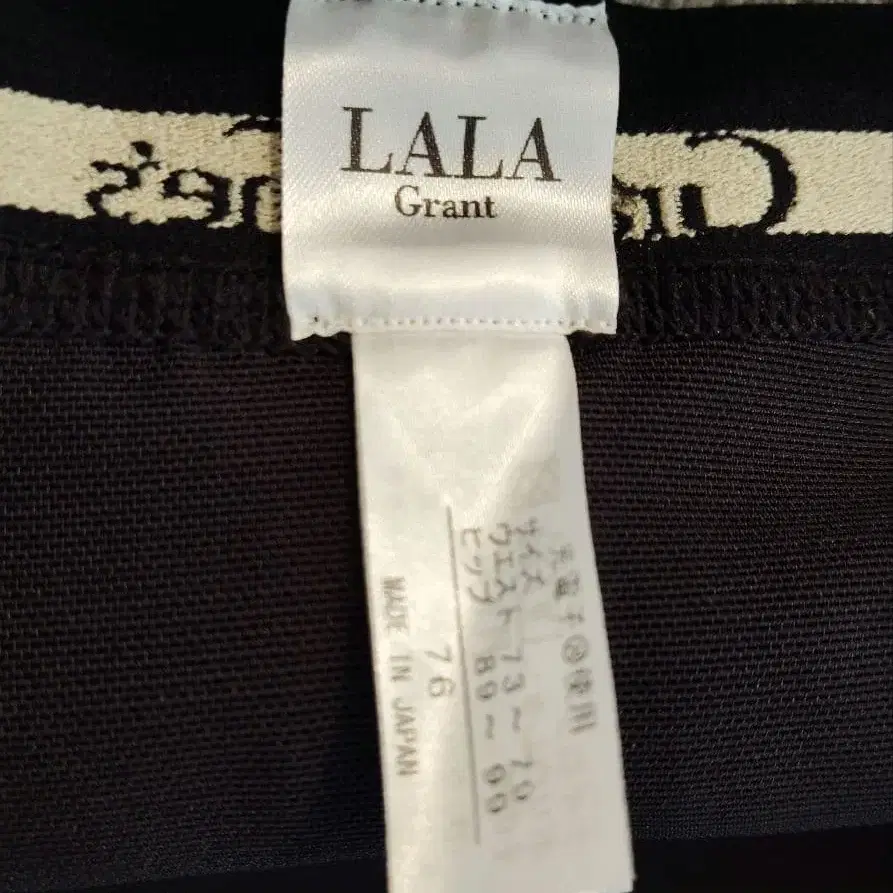 LALA
Grant
サイズ
ウエスト 73~79
ヒップ 89~99
76
MADE IN JAPAN